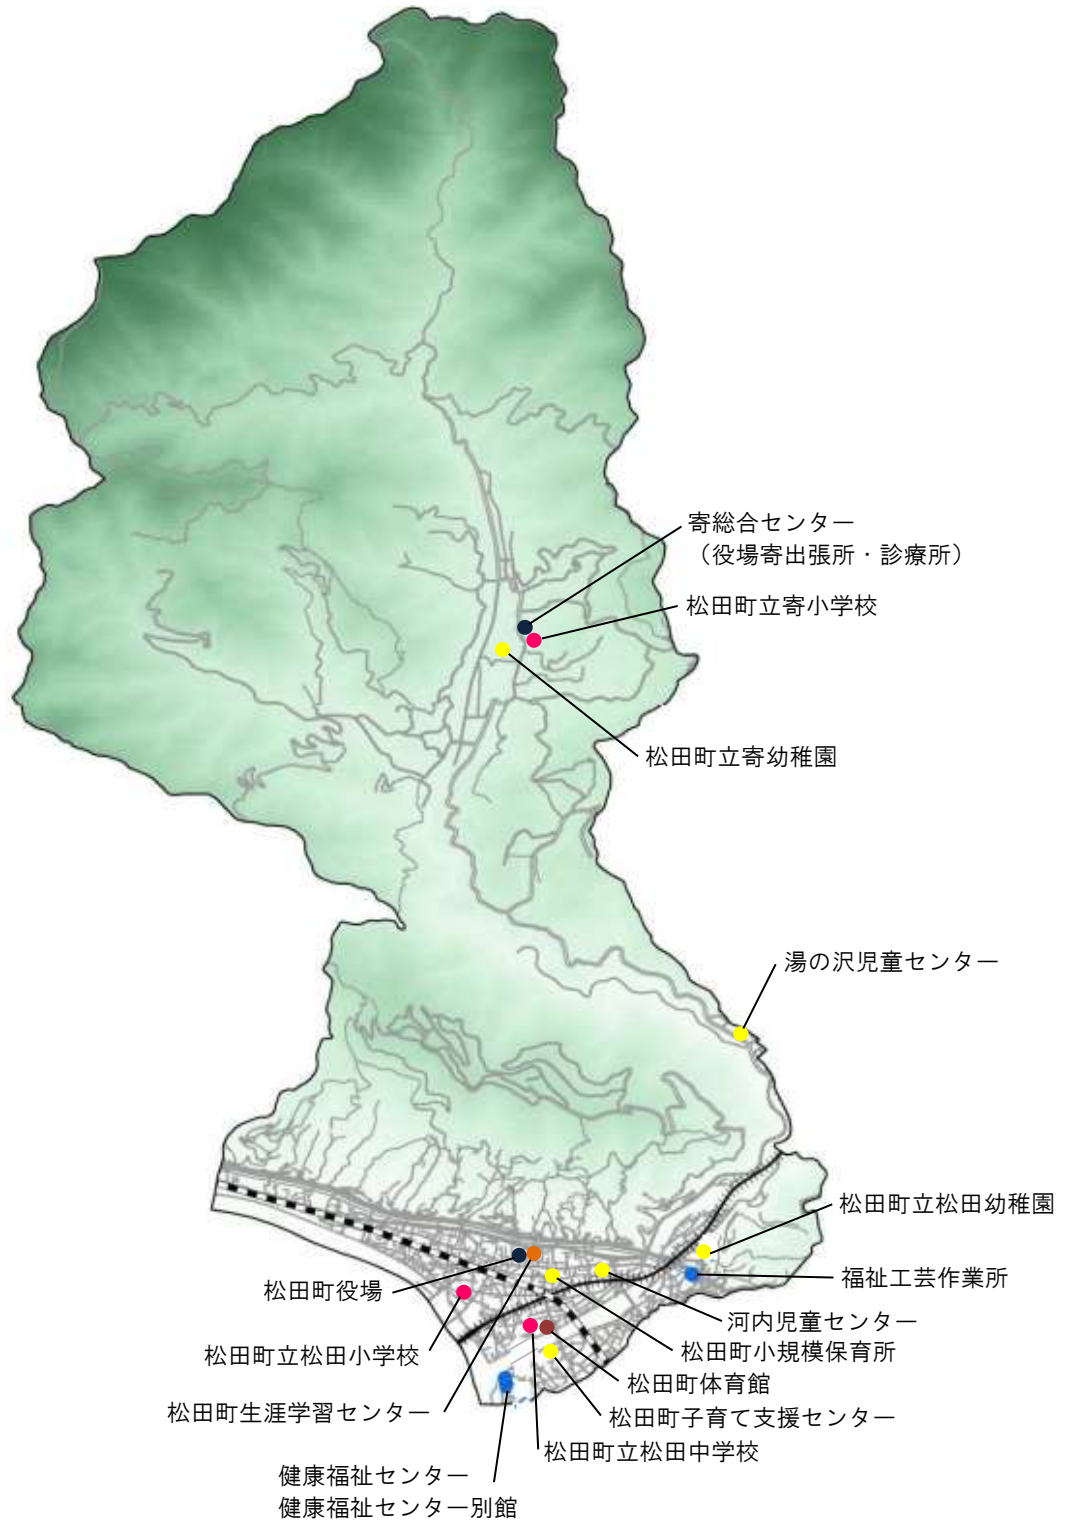 寄総合センター
（役場寄出張所・診療所）
松田町立寄小学校
松田町立寄幼稚園
湯の沢児童センター
松田町立松田幼稚園
福祉工芸作業所
松田町役場
河内児童センター
松田町小規模保育所
松田町立松田小学校
松田町体育館
松田町生涯学習センター
松田町子育て支援センター
松田町立松田中学校
健康福祉センター
健康福祉センター別館